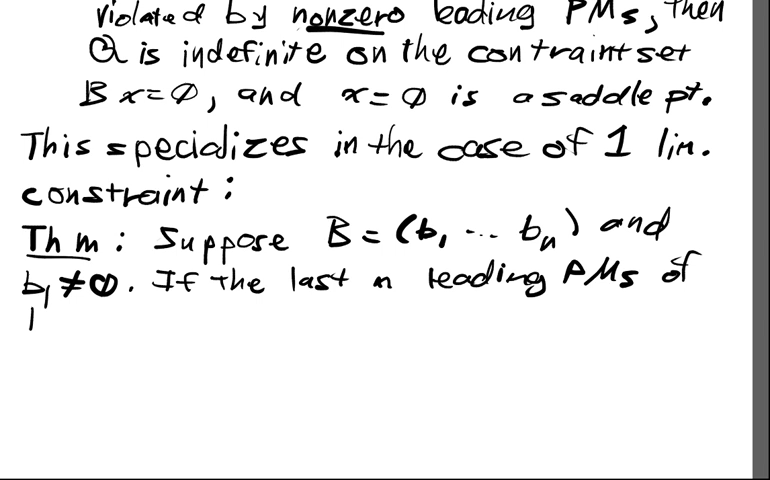 violated by nonzero leading PMs, then
Q is indefinite on the contraint set
Bx=0, and x=0 is a saddle pt.
This specializes in the case of 1 lin.
constraint:
Thm: Suppose B = (b₁ ... bₙ) and
b₁≠0. If the last n leading PMs of